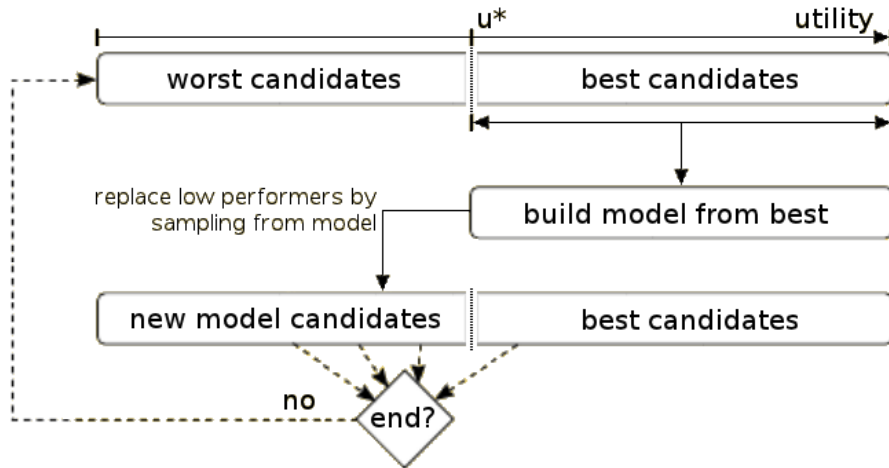 u* utility
worst candidates best candidates
replace low performers by
sampling from model
build model from best
new model candidates best candidates
no
end?